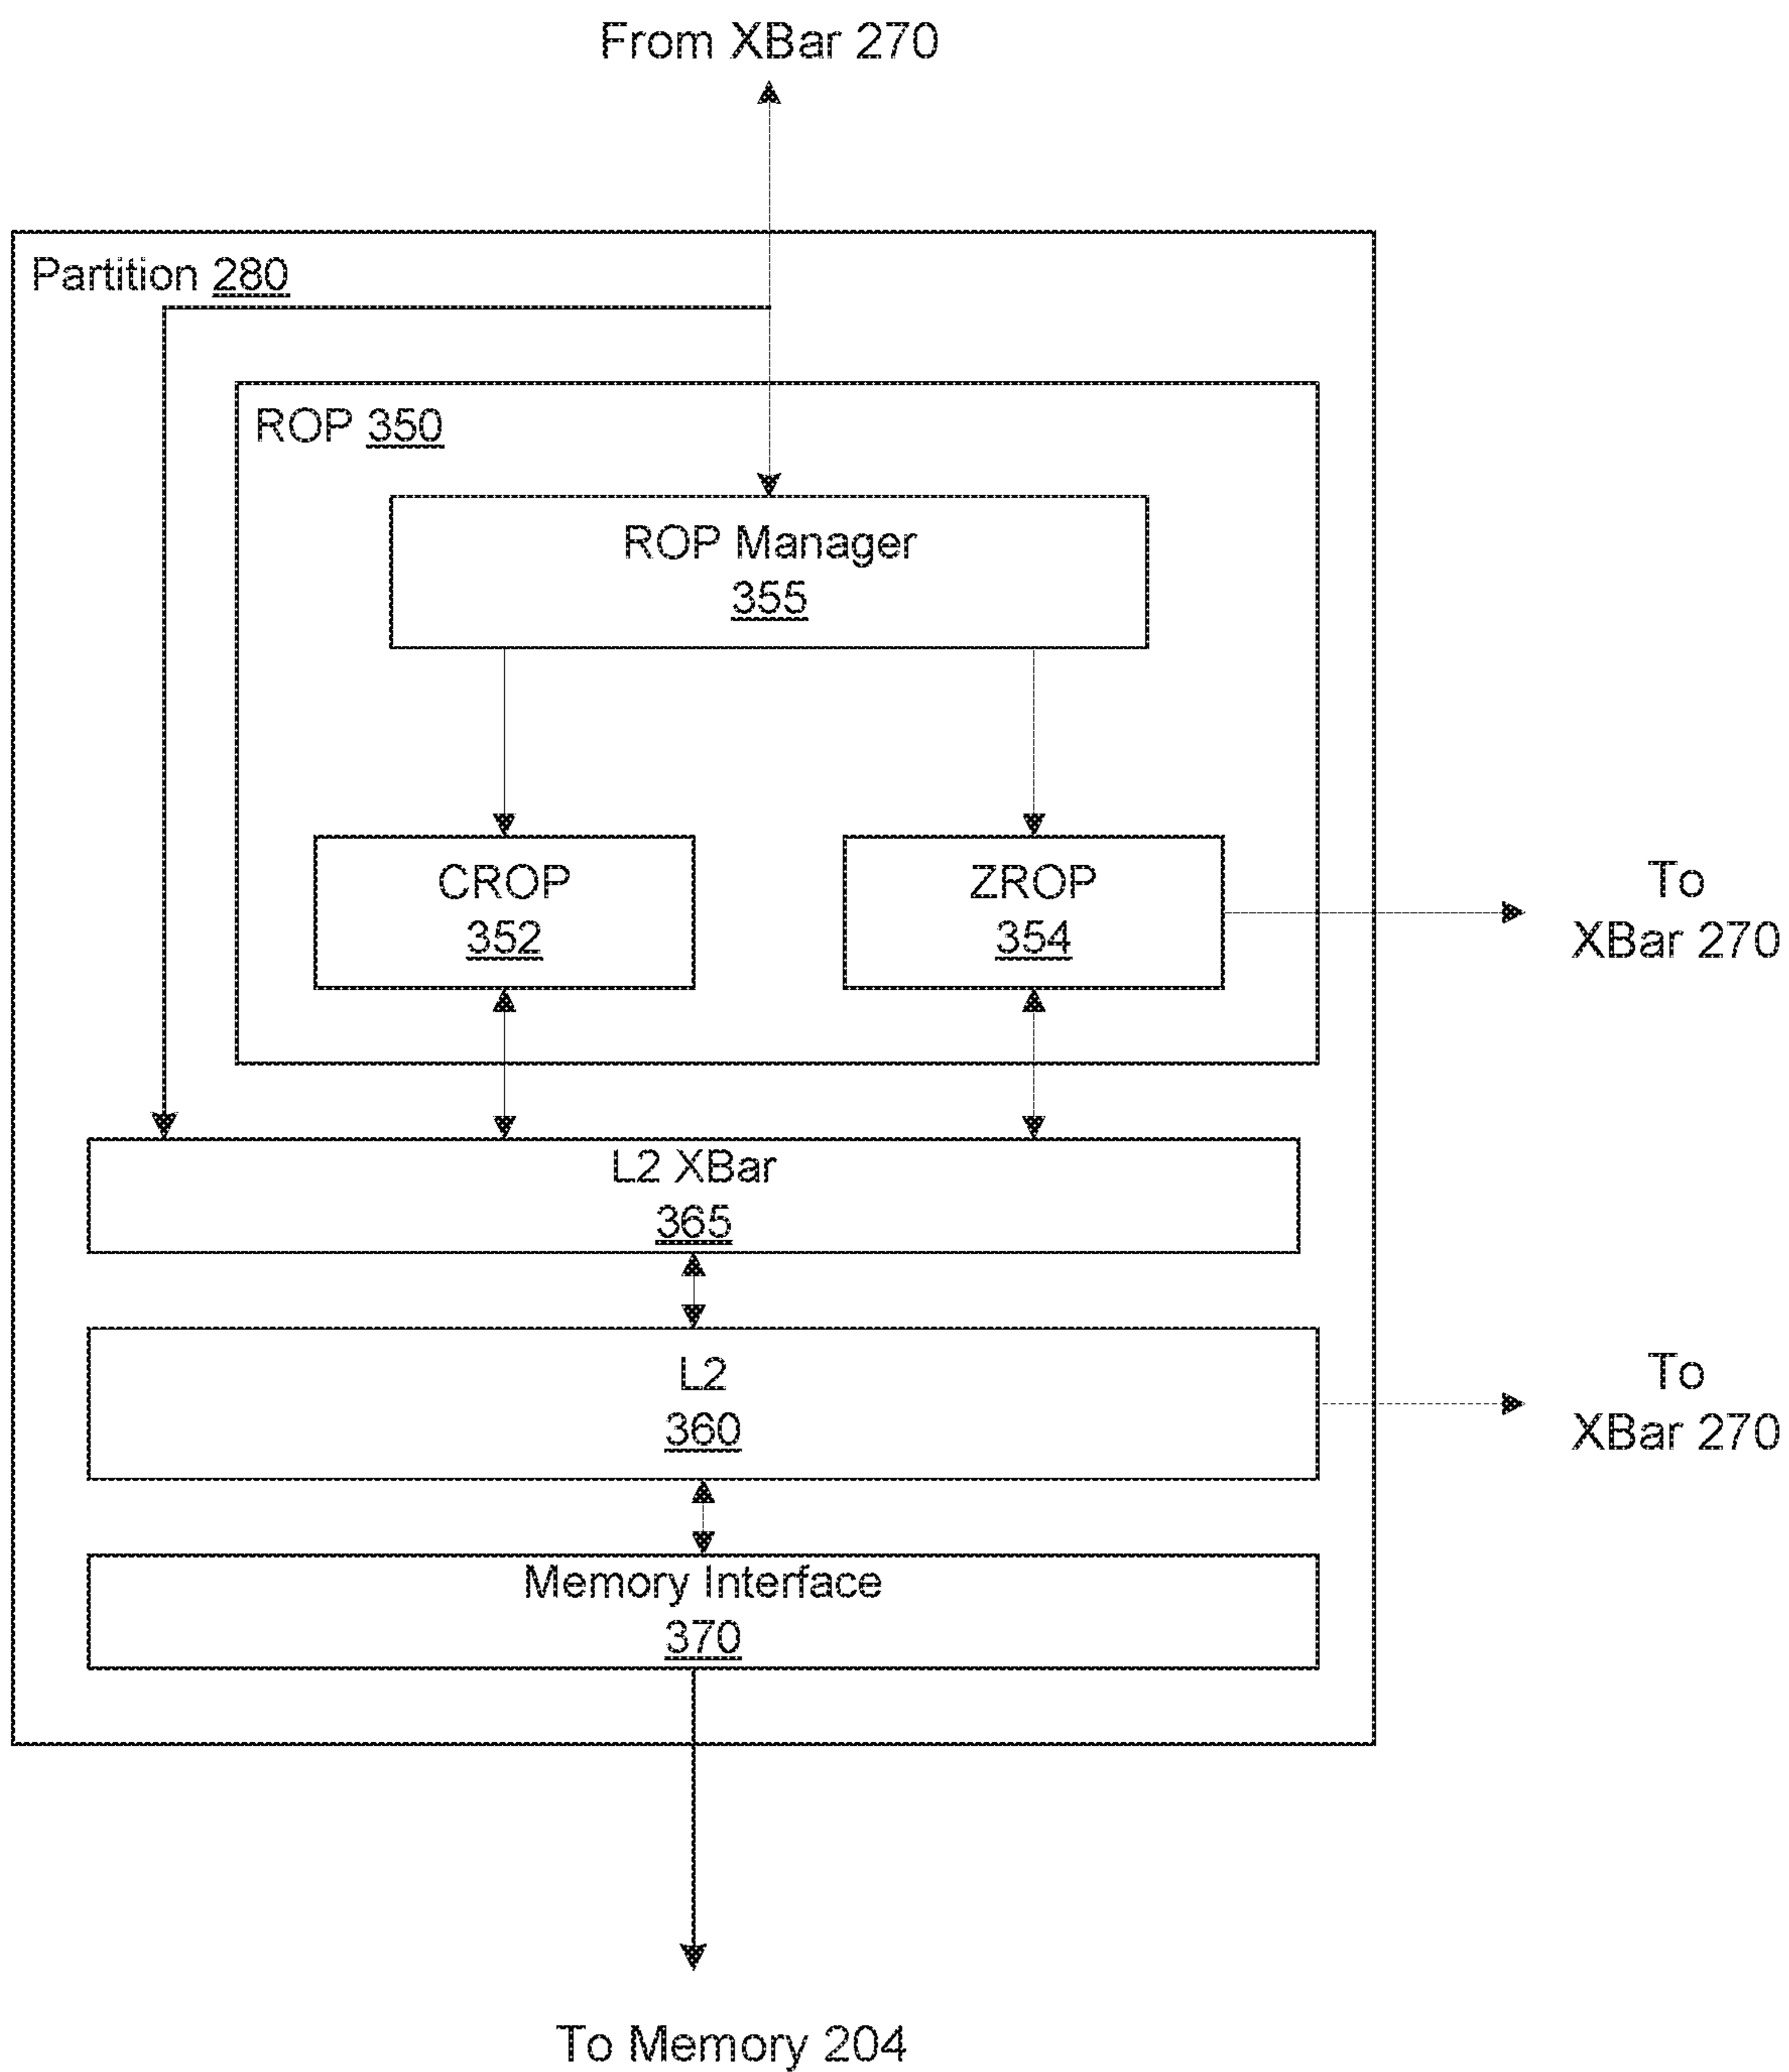 From XBar 270
Partition 280
ROP 350
ROP Manager
355
CROP
352
ZROP
354
To
XBar 270
L2 XBar
365
L2
360
To
XBar 270
Memory Interface
370
To Memory 204